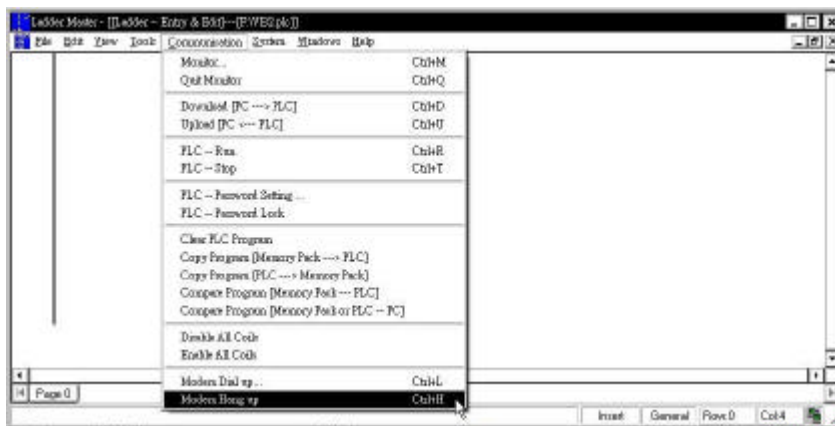 Ladder Master - [[Ladder -- Entry & Edit]---[F:WB2.plc]]
File Edit View Tools Communication System Windows Help
Monitor... Ctrl+M
Quit Monitor Ctrl+Q
Download [PC ---> PLC] Ctrl+D
Upload [PC <--- PLC] Ctrl+U
PLC -- Run Ctrl+R
PLC -- Stop Ctrl+T
PLC -- Password Setting ...
PLC -- Password Lock
Clear PLC Program
Copy Program [Memory Pack ---> PLC]
Copy Program [PLC ---> Memory Pack]
Compare Program [Memory Pack --- PLC]
Compare Program [Memory Pack or PLC -- PC]
Disable All Coils
Enable All Coils
Modem Dial up... Ctrl+L
Modem Hang up Ctrl+H
Page 0
Insert General Row:0 Col:4